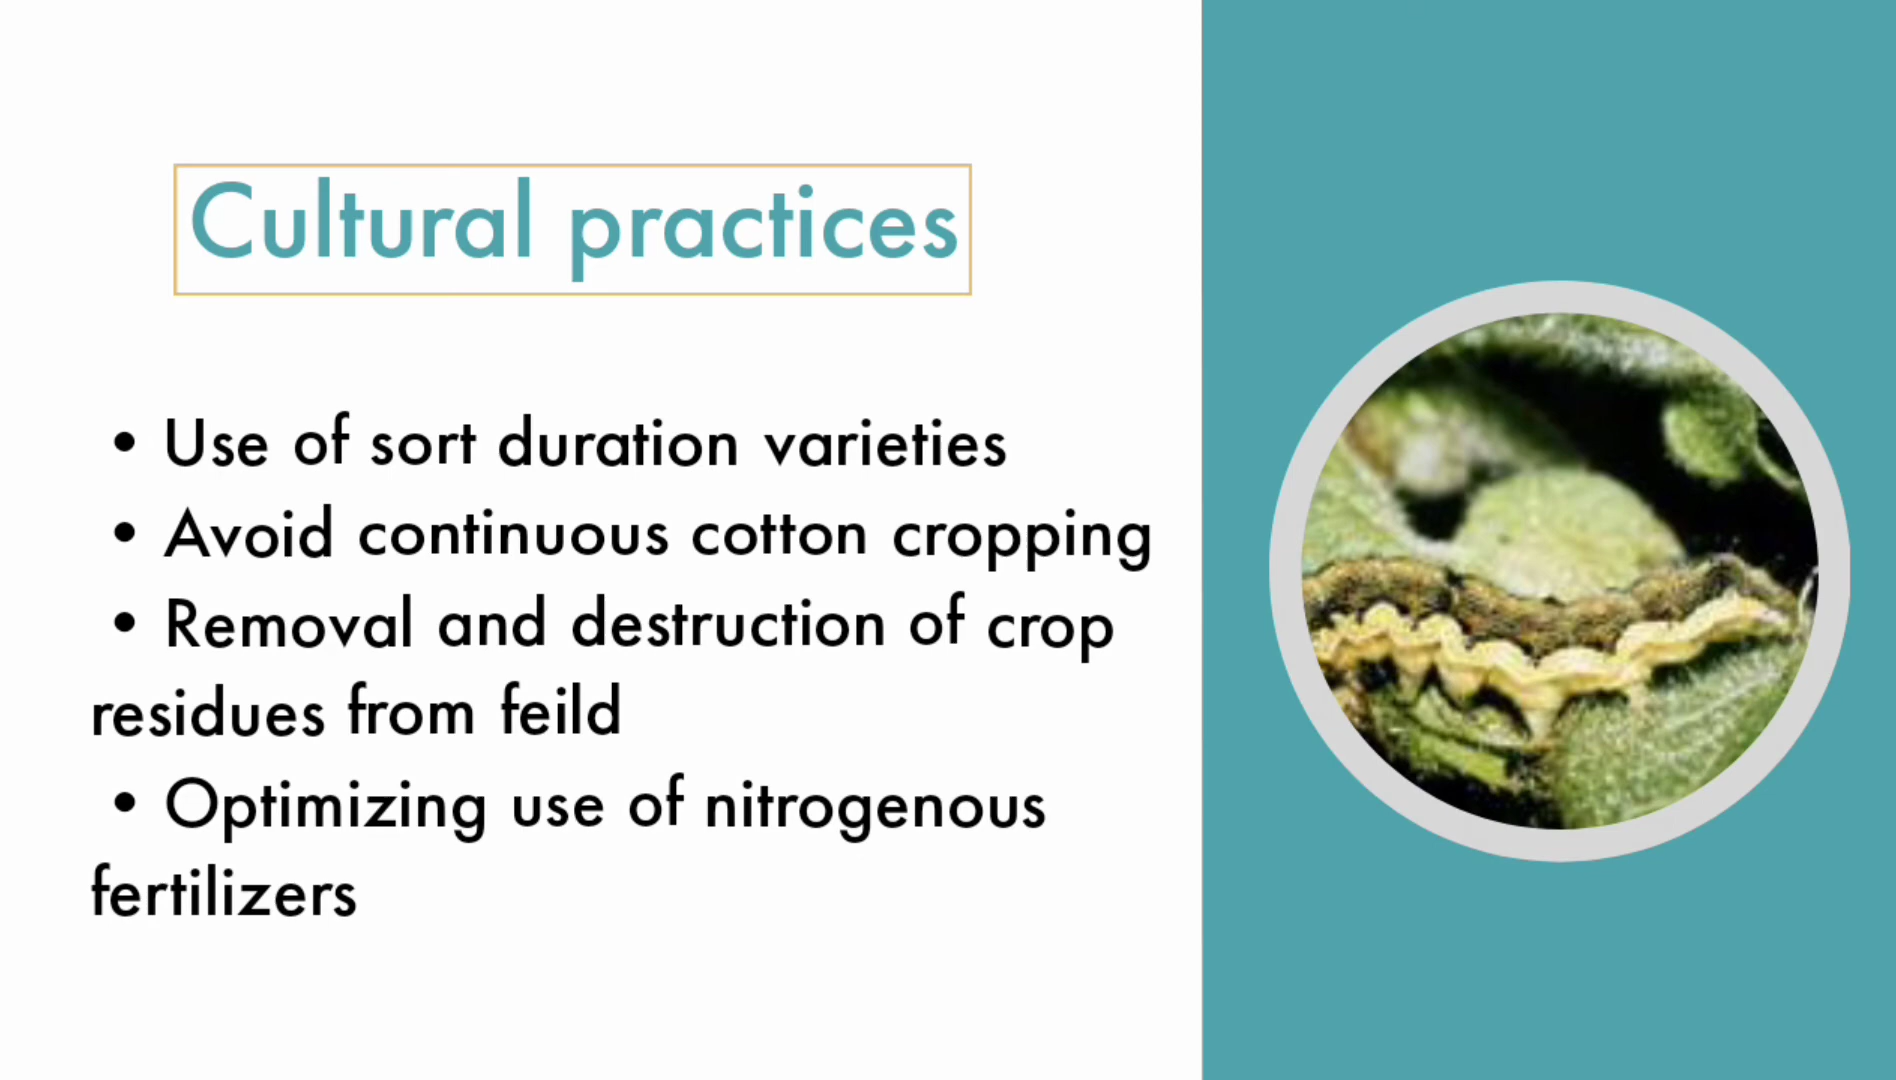 Cultural practices
• Use of sort duration varieties
• Avoid continuous cotton cropping
• Removal and destruction of crop
residues from feild
• Optimizing use of nitrogenous
fertilizers